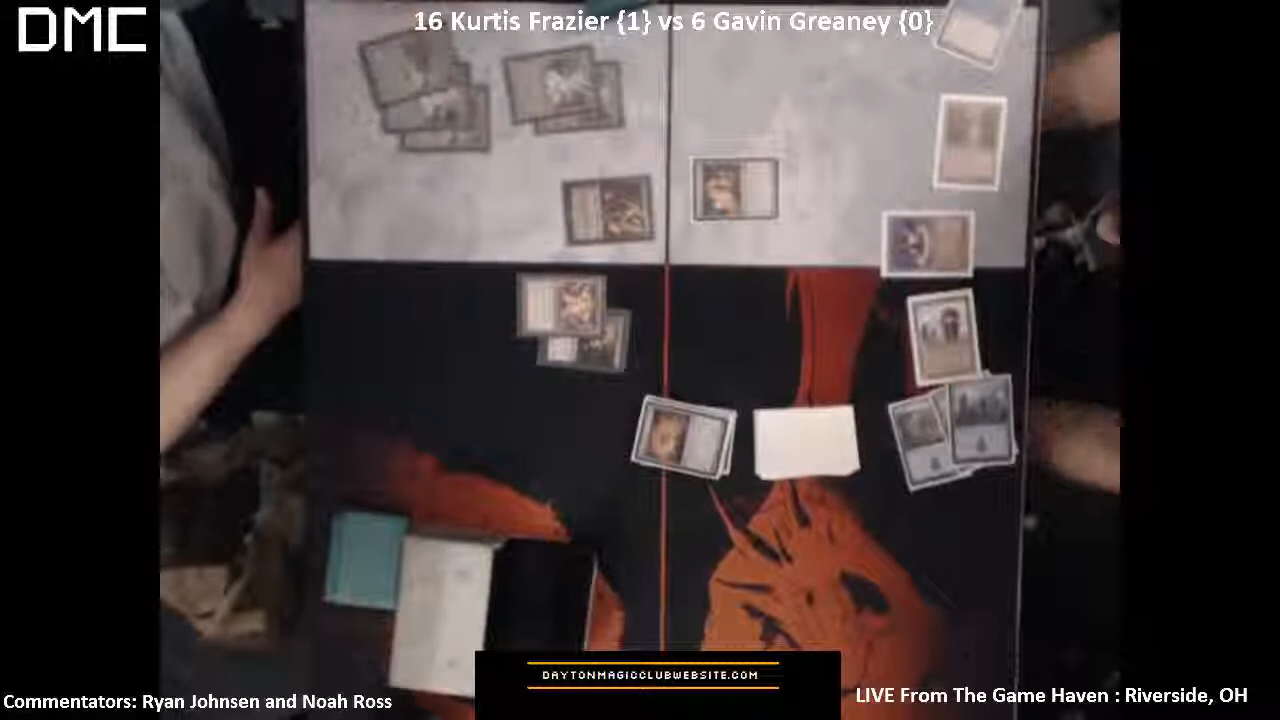 DMC
16 Kurtis Frazier {1} vs 6 Gavin Greaney {0}
DAYTONMAGICCLUBWEBSITE.COM
Commentators: Ryan Johnsen and Noah Ross
LIVE From The Game Haven : Riverside, OH